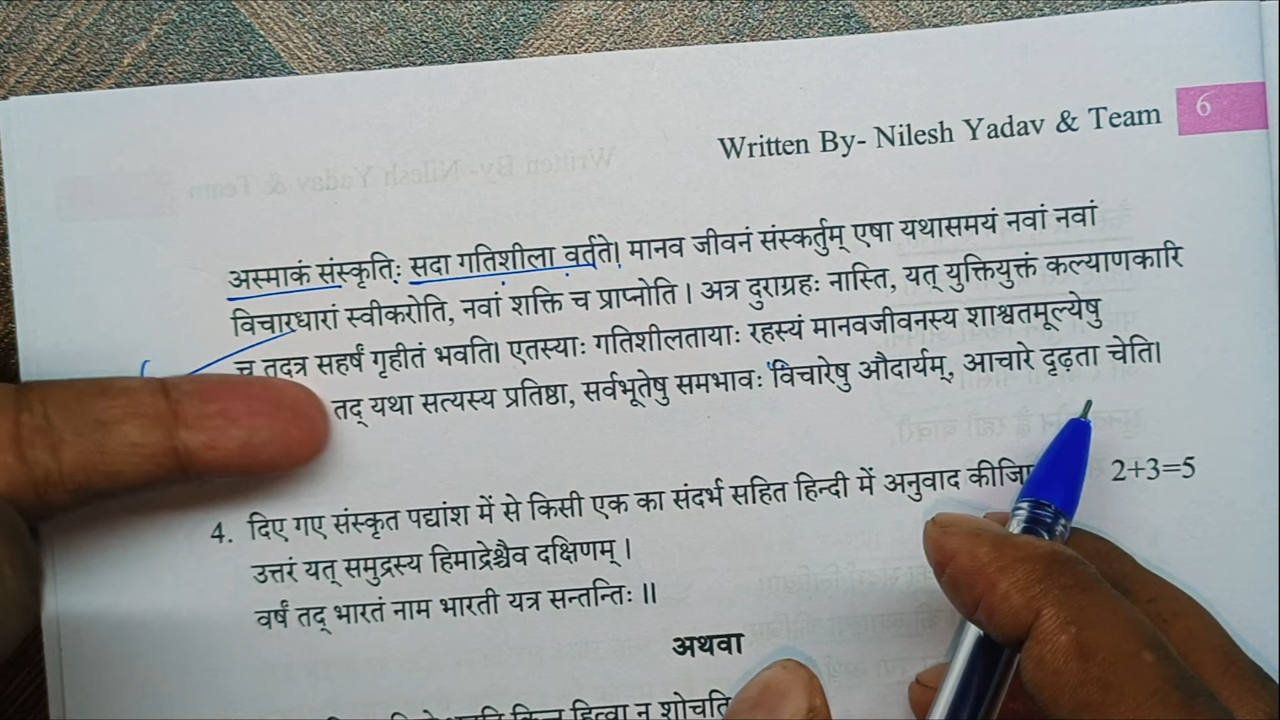 Written By- Nilesh Yadav & Team
6
अस्माकं संस्कृतिः सदा गतिशीला वर्तते। मानव जीवनं संस्कर्तुम् एषा यथासमयं नवां नवां
विचारधारां स्वीकरोति, नवां शक्ति च प्राप्नोति । अत्र दुराग्रहः नास्ति, यत् युक्तियुक्तं कल्याणकारि
च तदत्र सहर्षं गृहीतं भवति। एतस्याः गतिशीलतायाः रहस्यं मानवजीवनस्य शाश्वतमूल्येषु
तद् यथा सत्यस्य प्रतिष्ठा, सर्वभूतेषु समभावः विचारेषु औदार्यम्, आचारे दृढ़ता चेति।
4. दिए गए संस्कृत पद्यांश में से किसी एक का संदर्भ सहित हिन्दी में अनुवाद 2+3=5
उत्तरं यत् समुद्रस्य हिमाद्रेश्चैव दक्षिणम् ।
वर्षं तद् भारतं नाम भारती यत्र सन्तन्तिः ॥
अथवा
न शोचति